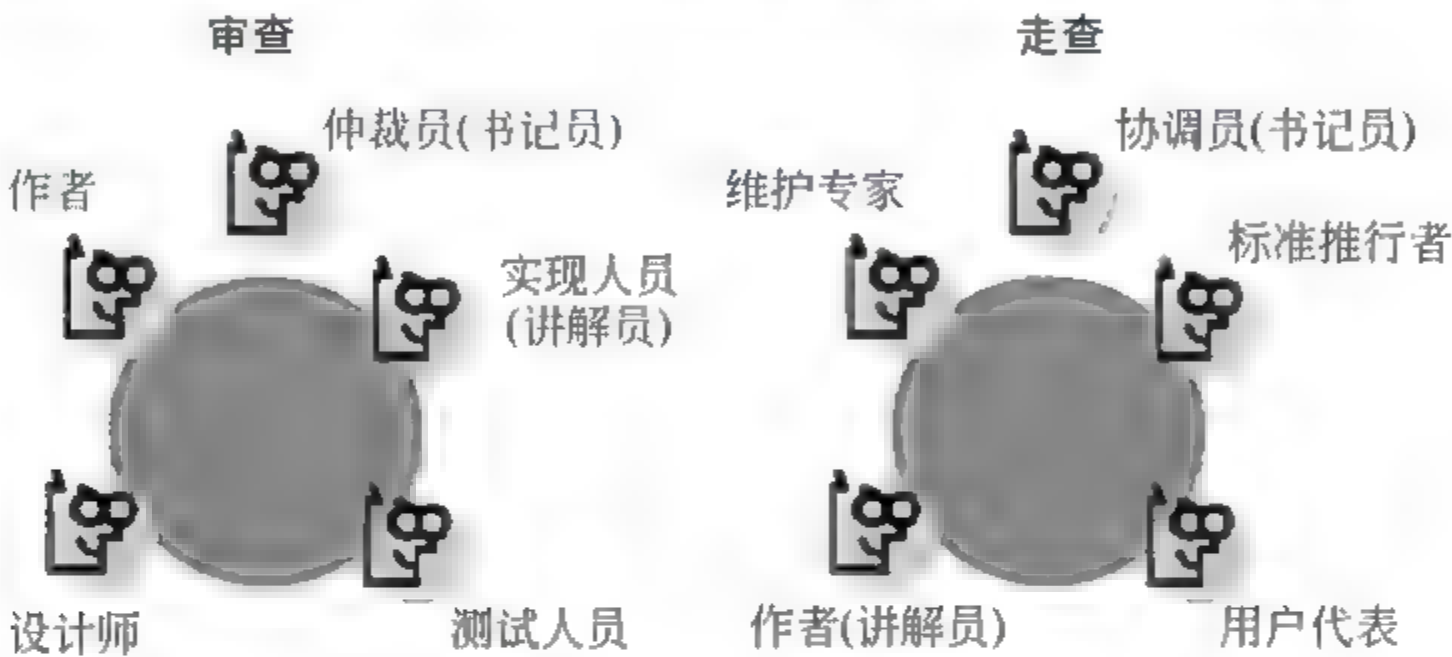 审查
仲裁员(书记员)
作者
实现人员
(讲解员)
设计师
测试人员
走查
协调员(书记员)
维护专家
标准推行者
作者(讲解员)
用户代表